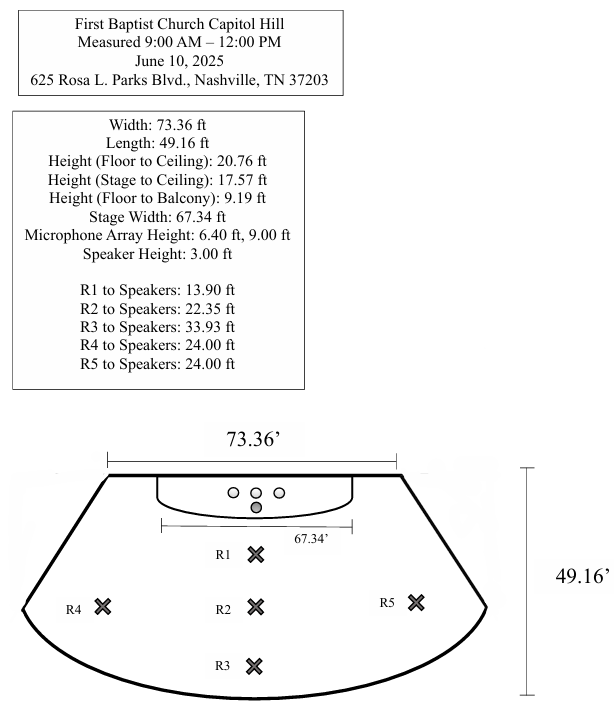 First Baptist Church Capitol Hill
Measured 9:00 AM – 12:00 PM
June 10, 2025
625 Rosa L. Parks Blvd., Nashville, TN 37203
Width: 73.36 ft
Length: 49.16 ft
Height (Floor to Ceiling): 20.76 ft
Height (Stage to Ceiling): 17.57 ft
Height (Floor to Balcony): 9.19 ft
Stage Width: 67.34 ft
Microphone Array Height: 6.40 ft, 9.00 ft
Speaker Height: 3.00 ft
R1 to Speakers: 13.90 ft
R2 to Speakers: 22.35 ft
R3 to Speakers: 33.93 ft
R4 to Speakers: 24.00 ft
R5 to Speakers: 24.00 ft
73.36’
67.34’
R1
49.16’
R4
R2
R5
R3